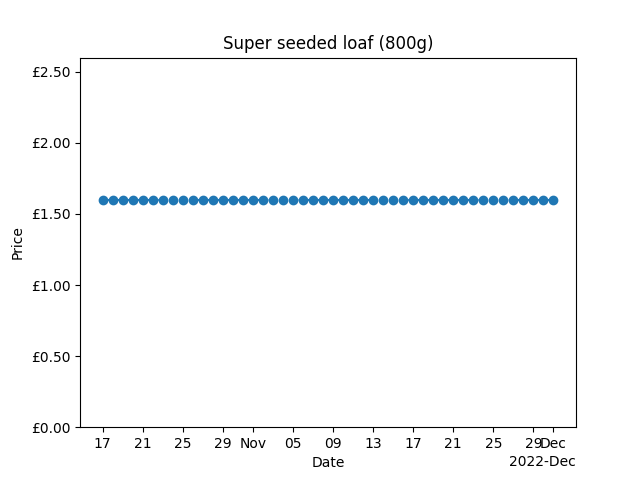 Super seeded loaf (800g)
£2.50
£2.00
£1.50
£1.00
£0.50
£0.00
Price
17 21 25 29 Nov 05 09 13 17 21 25 29 Dec
2022-Dec
Date